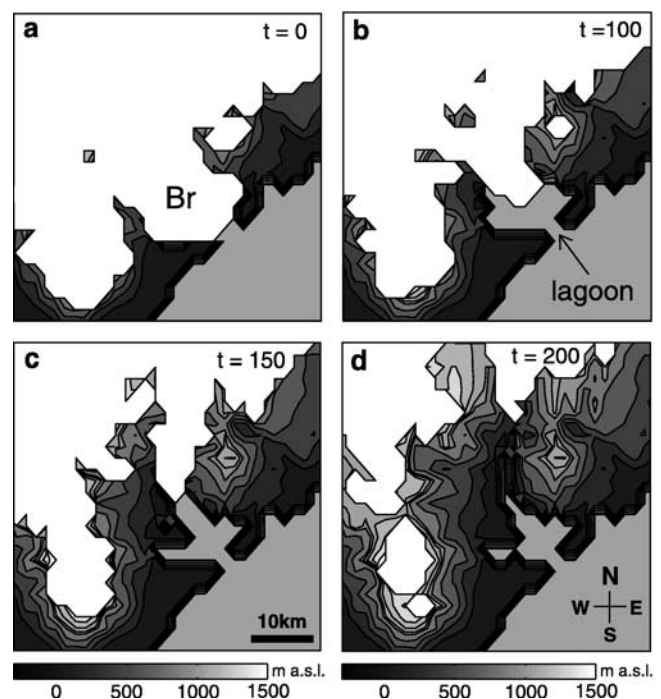 a t = 0
Br
b t =100
lagoon
c t = 150
10km
d t = 200
N
W E
S
m a.s.l.
0 500 1000 1500
m a.s.l.
0 500 1000 1500